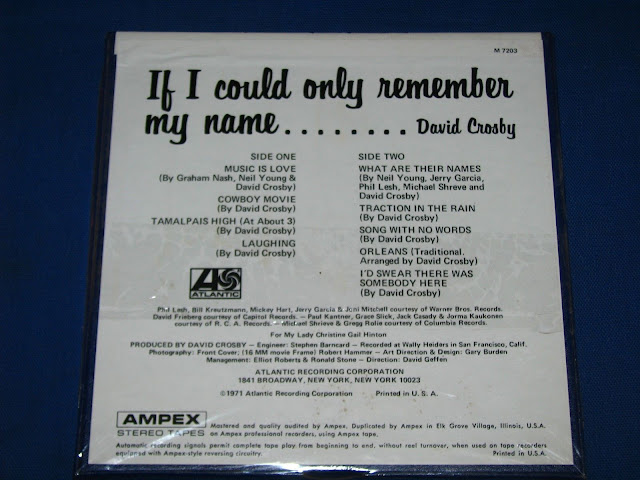 M 7203
If I could only remember
my name........ David Crosby
SIDE ONE
MUSIC IS LOVE
(By Graham Nash, Neil Young &
David Crosby)
COWBOY MOVIE
(By David Crosby)
TAMALPAIS HIGH (At About 3)
(By David Crosby)
LAUGHING
(By David Crosby)
ATLANTIC
SIDE TWO
WHAT ARE THEIR NAMES
(By Neil Young, Jerry Garcia,
Phil Lesh, Michael Shreve and
David Crosby)
TRACTION IN THE RAIN
(By David Crosby)
SONG WITH NO WORDS
(By David Crosby)
ORLEANS (Traditional.
Arranged by David Crosby)
I'D SWEAR THERE WAS
SOMEBODY HERE
(By David Crosby)
Phil Lesh, Bill Kreutzmann, Mickey Hart, Jerry Garcia & Joni Mitchell courtesy of Warner Bros. Records.
David Frieberg courtesy of Capitol Records. — Paul Kantner, Grace Slick, Jack Casady & Jorma Kaukonen
courtesy of R. C. A. Records. — Michael Shrieve & Gregg Rolie courtesy of Columbia Records.
For My Lady Christine Gail Hinton
PRODUCED BY DAVID CROSBY — Engineer: Stephen Barncard — Recorded at Wally Heiders in San Francisco, Calif.
Photography: Front Cover: (16 MM movie Frame) Robert Hammer — Art Direction & Design: Gary Burden
Management: Elliot Roberts & Ronald Stone — Direction: David Geffen
ATLANTIC RECORDING CORPORATION
1841 BROADWAY, NEW YORK, NEW YORK 10023
©1971 Atlantic Recording Corporation Printed in U. S. A.
AMPEX
STEREO TAPES
Mastered and quality audited by Ampex, Duplicated by Ampex in Elk Grove Village, Illinois, U.S.A.
on Ampex professional recorders, using Ampex tape.
Automatic recording signals permit complete tape play from beginning to end, without reel turnover, when used on tape recorders
equipped with Ampex-style reversing circuitry. Printed in U.S.A.